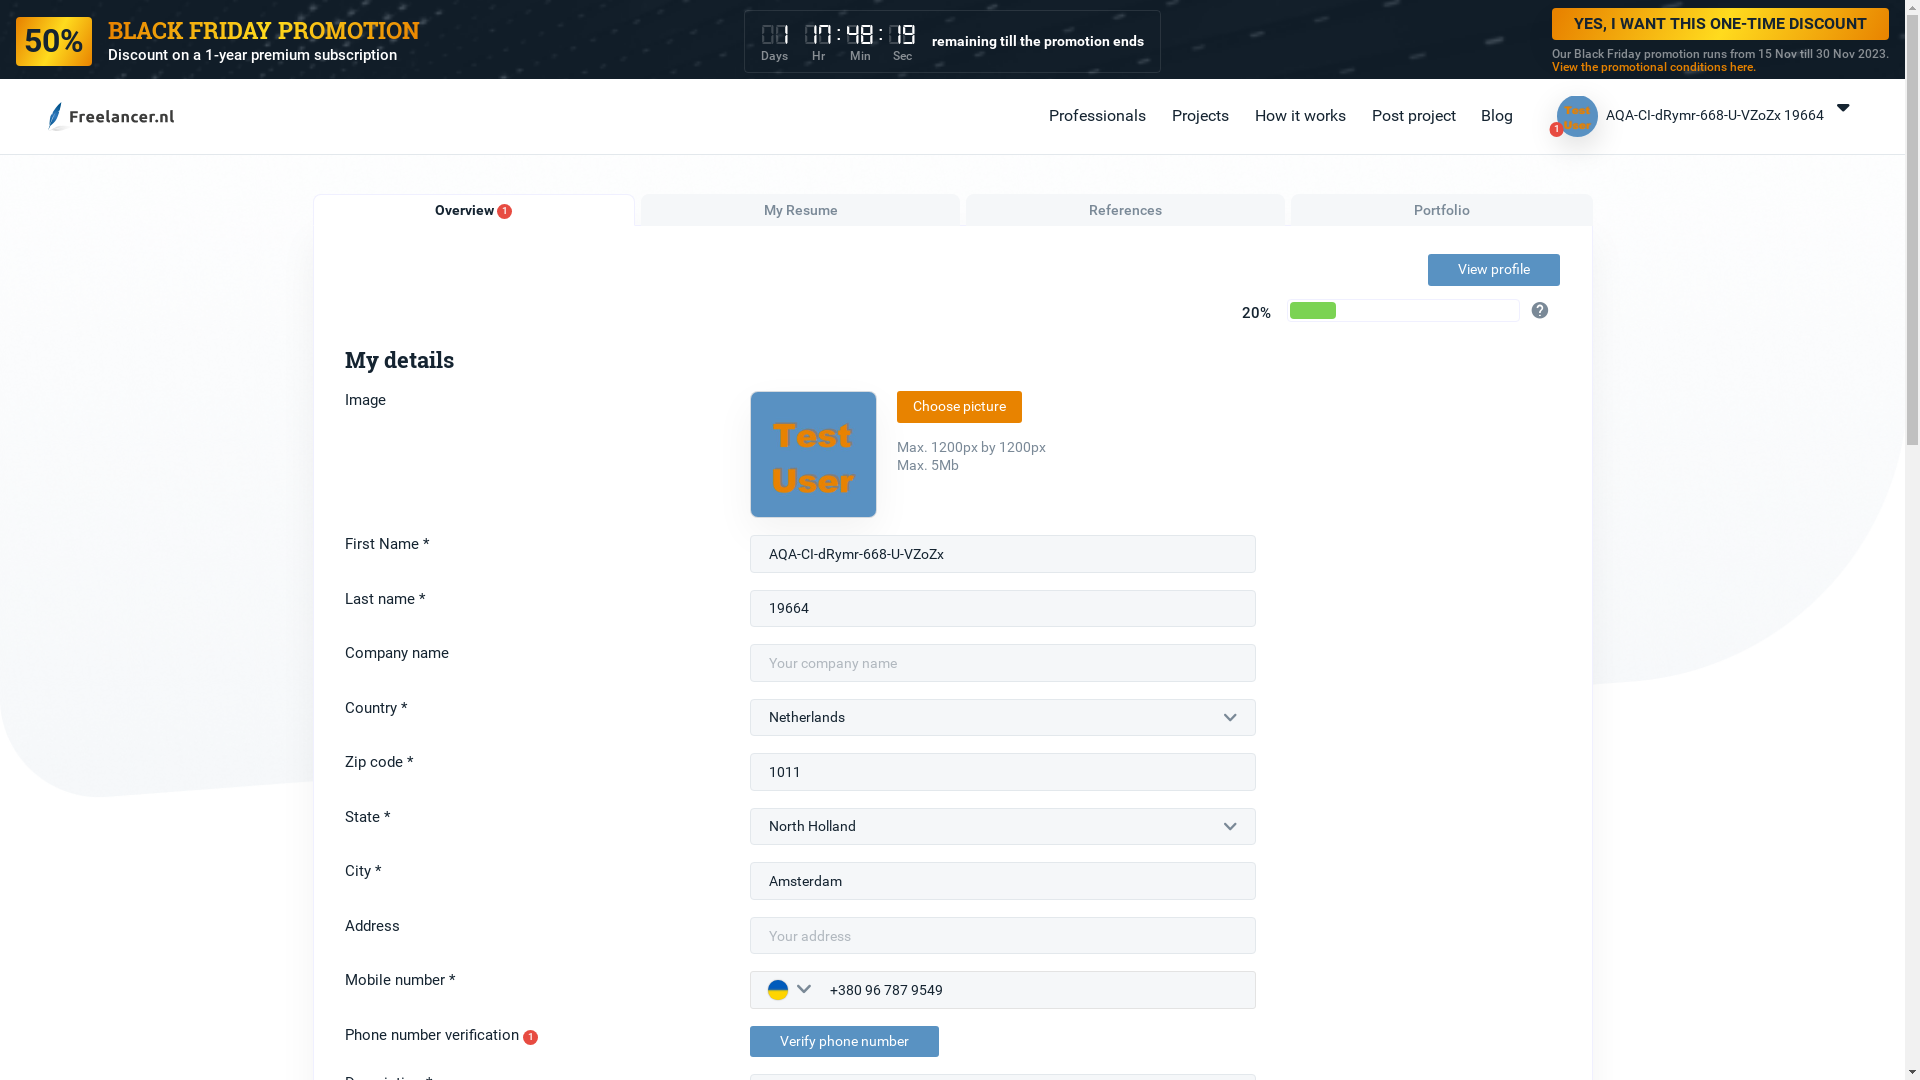 50%
BLACK FRIDAY PROMOTION
Discount on a 1-year premium subscription
1 17 : 48 : 19
Days Hr Min Sec
remaining till the promotion ends
YES, I WANT THIS ONE-TIME DISCOUNT
Our Black Friday promotion runs from 15 Nov till 30 Nov 2023.
View the promotional conditions here.
Freelancer.nl
Professionals
Projects
How it works
Post project
Blog
Test
User
1
AQA-CI-dRymr-668-U-VZoZx 19664
Overview 1
My Resume
References
Portfolio
View profile
20%
?
My details
Image
Test
User
Choose picture
Max. 1200px by 1200px
Max. 5Mb
First Name *
AQA-CI-dRymr-668-U-VZoZx
Last name *
19664
Company name
Your company name
Country *
Netherlands
Zip code *
1011
State *
North Holland
City *
Amsterdam
Address
Your address
Mobile number *
+380 96 787 9549
Phone number verification 1
Verify phone number